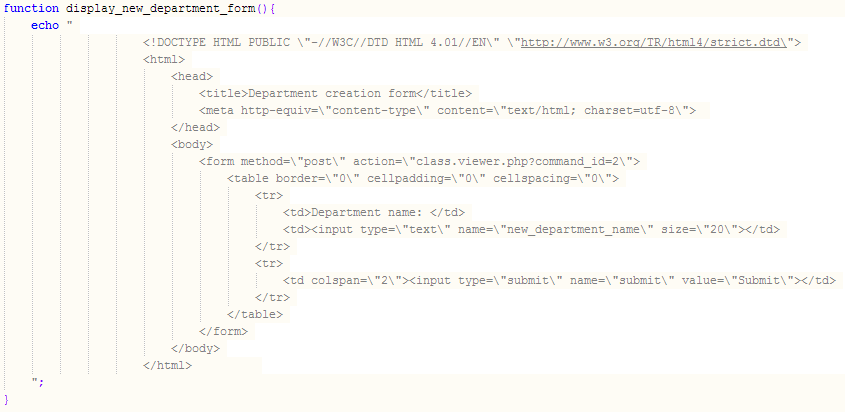 function display_new_department_form(){
echo "
<!DOCTYPE HTML PUBLIC \"-//W3C//DTD HTML 4.01//EN\" \"http://www.w3.org/TR/html4/strict.dtd\">
<html>
<head>
<title>Department creation form</title>
<meta http-equiv=\"content-type\" content=\"text/html; charset=utf-8\">
</head>
<body>
<form method=\"post\" action=\"class.viewer.php?command_id=2\">
<table border=\"0\" cellpadding=\"0\" cellspacing=\"0\">
<tr>
<td>Department name: </td>
<td><input type=\"text\" name=\"new_department_name\" size=\"20\"></td>
</tr>
<tr>
<td colspan=\"2\"><input type=\"submit\" name=\"submit\" value=\"Submit\"></td>
</tr>
</table>
</form>
</body>
</html>
";
}